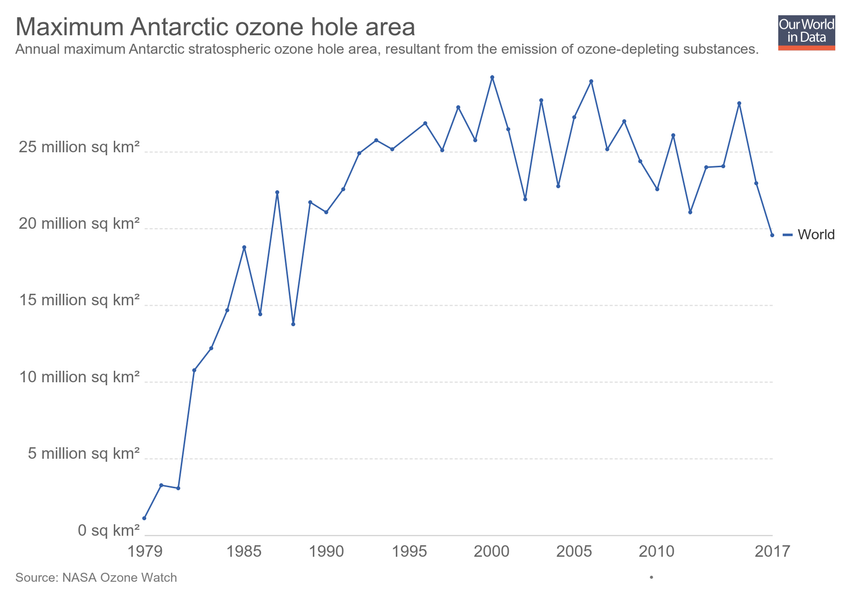 Maximum Antarctic ozone hole area
Annual maximum Antarctic stratospheric ozone hole area, resultant from the emission of ozone-depleting substances.
Our World
in Data
25 million sq km²
20 million sq km²
World
15 million sq km²
10 million sq km²
5 million sq km²
0 sq km²
1979 1985 1990 1995 2000 2005 2010 2017
Source: NASA Ozone Watch